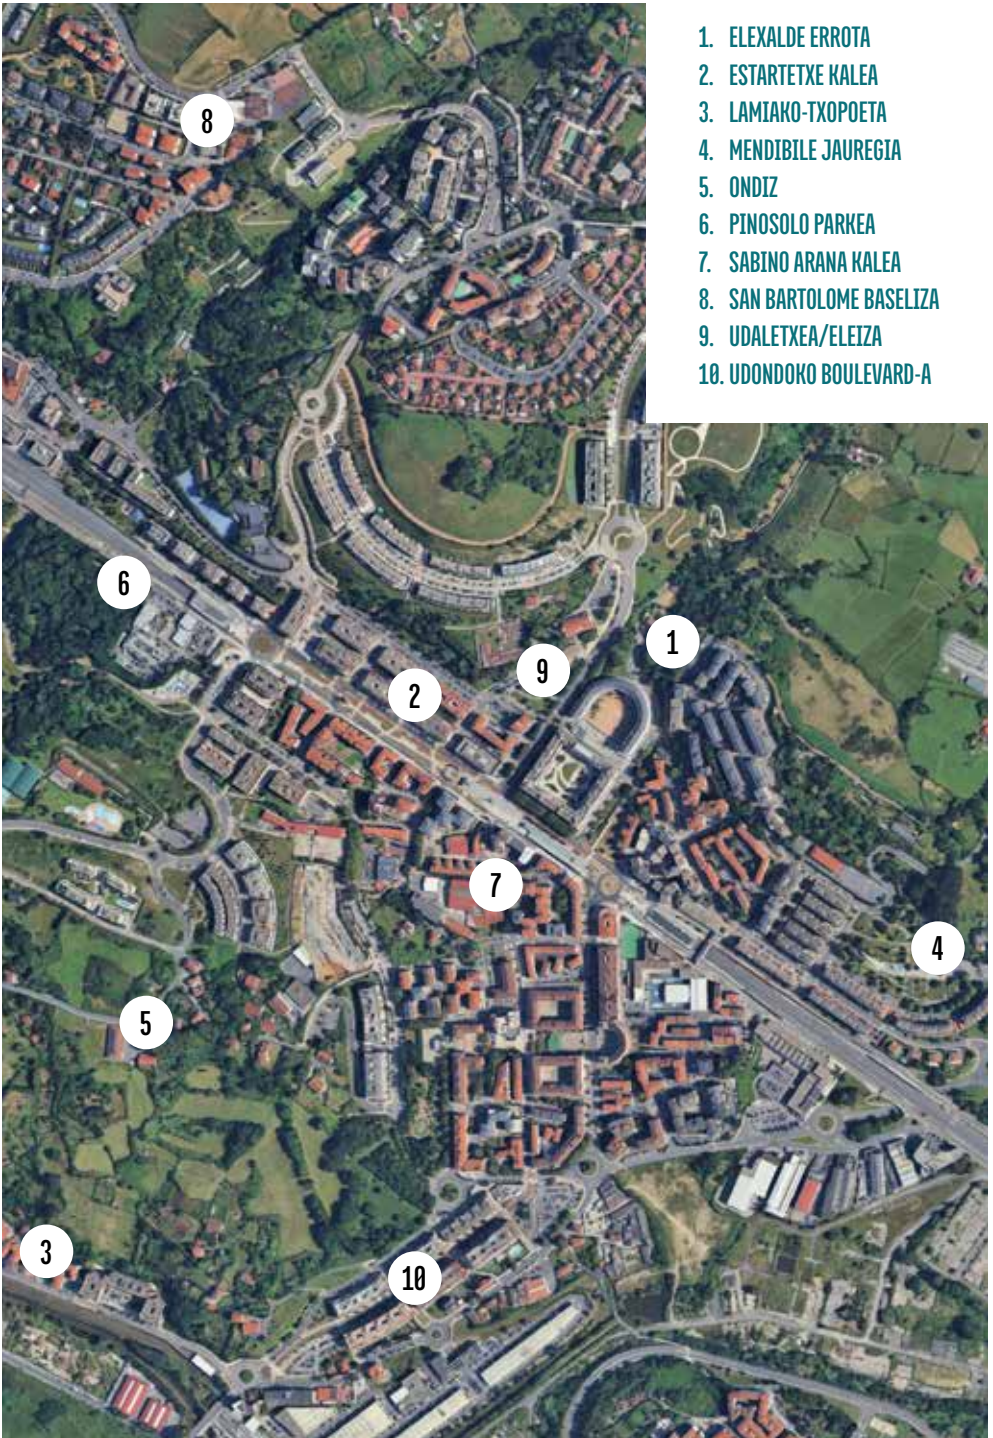 1. ELEXALDE ERROTA
2. ESTARTETXE KALEA
3. LAMIAKO-TXOPOETA
4. MENDIBILE JAUREGIA
5. ONDIZ
6. PINOSOLO PARKEA
7. SABINO ARANA KALEA
8. SAN BARTOLOME BASELIZA
9. UDALETXEA/ELEIZA
10. UDONDOKO BOULEVARD-A
8
6
1
9
2
7
4
5
3
10